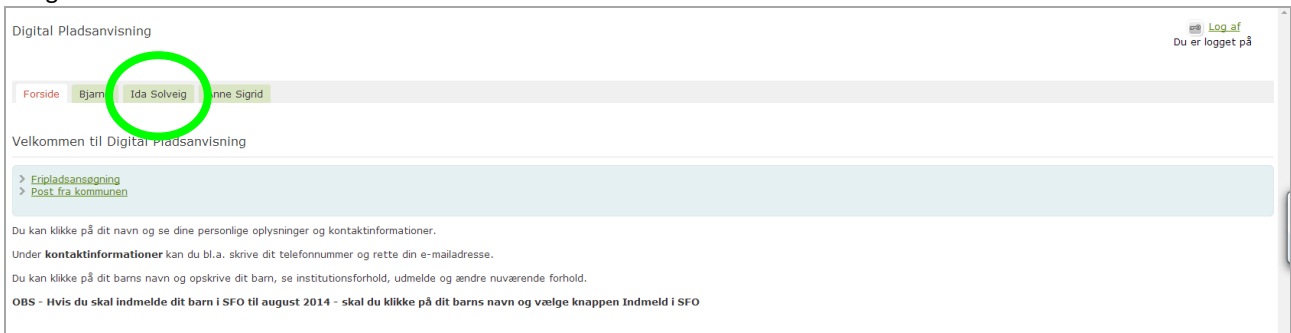 Digital Pladsanvisning
Log af
Du er logget på
Forside Ida Solveig Sigrid
Velkommen til Digital Pladsanvisning
> Fripladsansøgning
> Post fra kommunen
Du kan klikke på dit navn og se dine personlige oplysninger og kontaktinformationer.
Under kontaktinformationer kan du bl.a. skrive dit telefonnummer og rette din e-mailadresse.
Du kan klikke på dit barns navn og opskrive dit barn, se institutionsforhold, udmelde og ændre nuværende forhold.
OBS - Hvis du skal indmelde dit barn i SFO til august 2014 - skal du klikke på dit barns navn og vælge knappen Indmeld i SFO